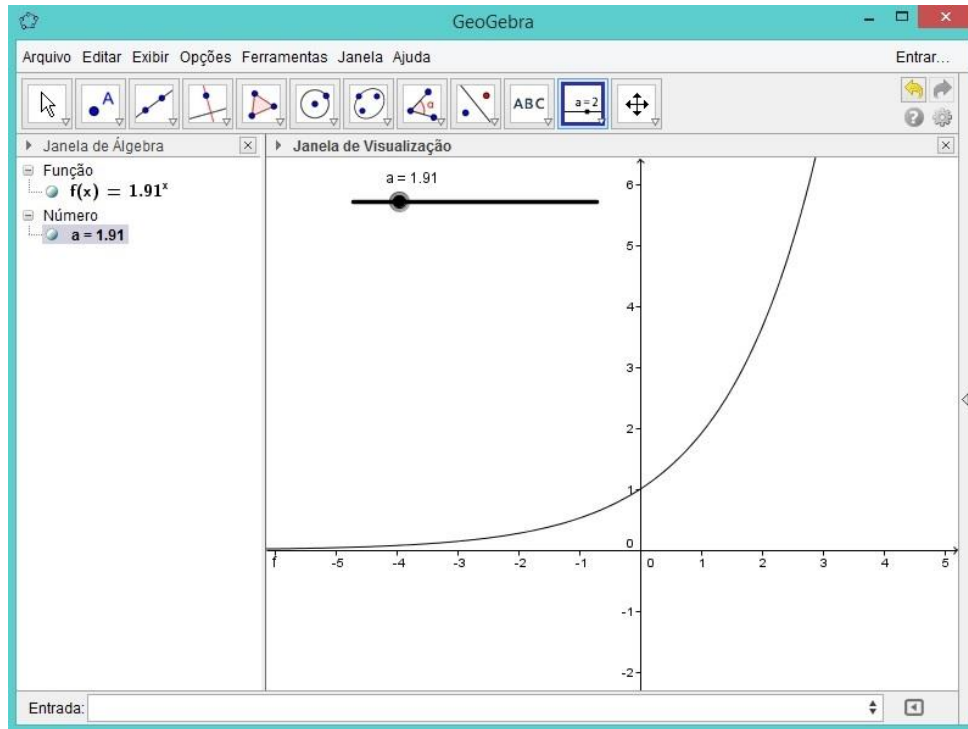 GeoGebra
Arquivo Editar Exibir Opções Ferramentas Janela Ajuda
Entrar...
A
α
ABC
a=2
Janela de Álgebra
Função
f(x) = 1.91ˣ
Número
a = 1.91
Janela de Visualização
a = 1.91
6
5
4
3
2
1
0
f -5 -4 -3 -2 -1 0 1 2 3 4 5
-1
-2
Entrada: